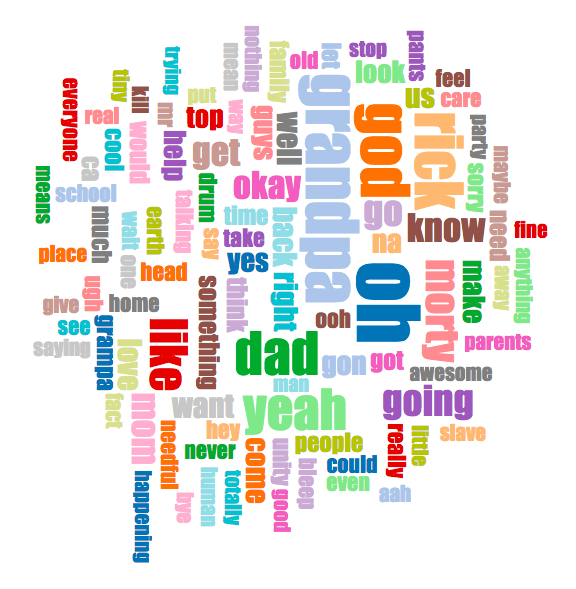 stop
pants
old
let
look
feel
nothing
mean
family
trying
tiny
everyone
kill
put
real
mr
would
way
guys
top
well
grandpa
god
us
care
rick
party
cool
help
get
sorry
maybe
need
ca
means
school
okay
drum
talking
go
know
fine
much
wait
earth
say
time
take
back
na
place
one
head
yes
oh
away
anything
ugh
give
home
something
think
right
ooh
morty
make
see
grampa
saying
love
like
dad
gon
got
parents
man
awesome
fact
mom
want
yeah
going
needful
hey
never
come
people
really
little
slave
could
even
unity
good
bleep
happening
bye
human
totally
aah